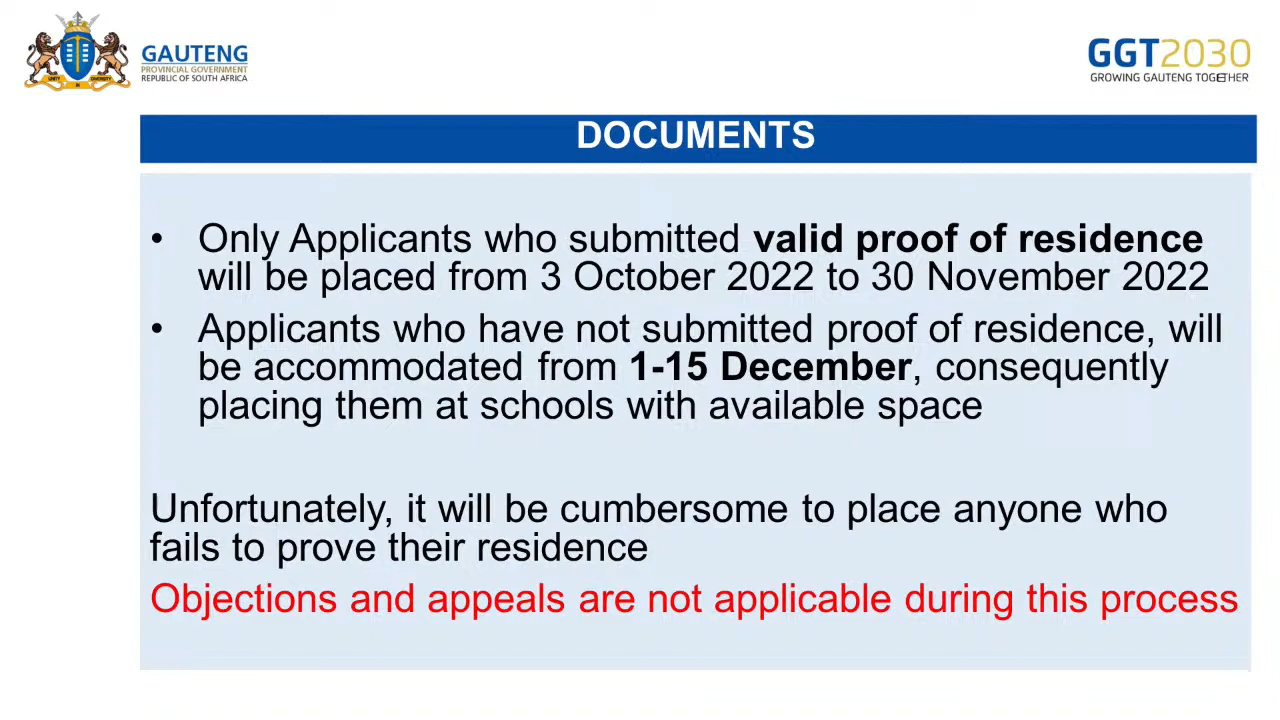 GAUTENG
PROVINCIAL GOVERNMENT
REPUBLIC OF SOUTH AFRICA
UNITY IN DIVERSITY
GGT2030
GROWING GAUTENG TOGETHER
DOCUMENTS
• Only Applicants who submitted valid proof of residence
will be placed from 3 October 2022 to 30 November 2022
• Applicants who have not submitted proof of residence, will
be accommodated from 1-15 December, consequently
placing them at schools with available space
Unfortunately, it will be cumbersome to place anyone who
fails to prove their residence
Objections and appeals are not applicable during this process